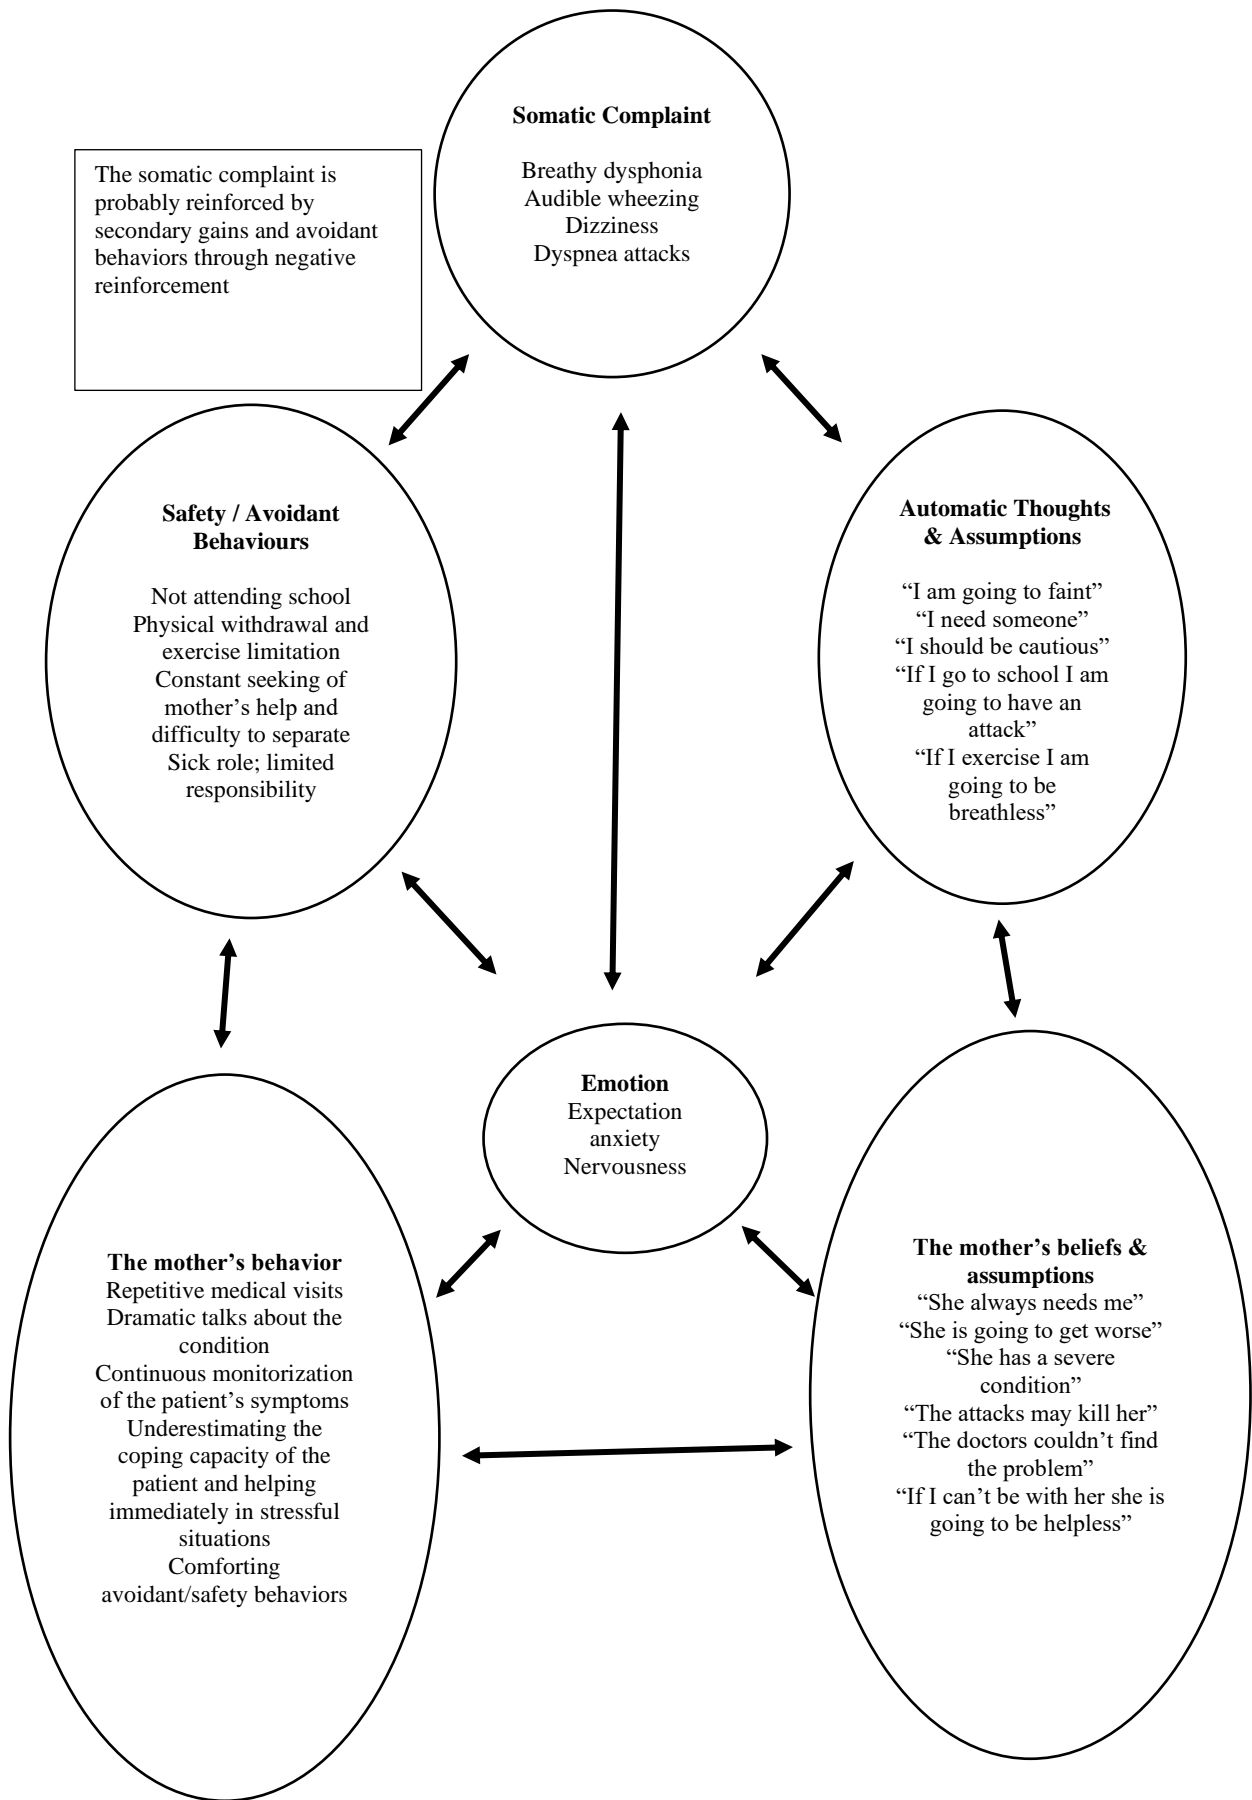 Somatic Complaint
Breathy dysphonia
Audible wheezing
Dizziness
Dyspnea attacks
The somatic complaint is
probably reinforced by
secondary gains and avoidant
behaviors through negative
reinforcement
Safety / Avoidant
Behaviours
Not attending school
Physical withdrawal and
exercise limitation
Constant seeking of
mother’s help and
difficulty to separate
Sick role; limited
responsibility
Automatic Thoughts
& Assumptions
“I am going to faint”
“I need someone”
“I should be cautious”
“If I go to school I am
going to have an
attack”
“If I exercise I am
going to be
breathless”
Emotion
Expectation
anxiety
Nervousness
The mother’s behavior
Repetitive medical visits
Dramatic talks about the
condition
Continuous monitorization
of the patient’s symptoms
Underestimating the
coping capacity of the
patient and helping
immediately in stressful
situations
Comforting
avoidant/safety behaviors
The mother’s beliefs &
assumptions
“She always needs me”
“She is going to get worse”
“She has a severe
condition”
“The attacks may kill her”
“The doctors couldn’t find
the problem”
“If I can’t be with her she is
going to be helpless”